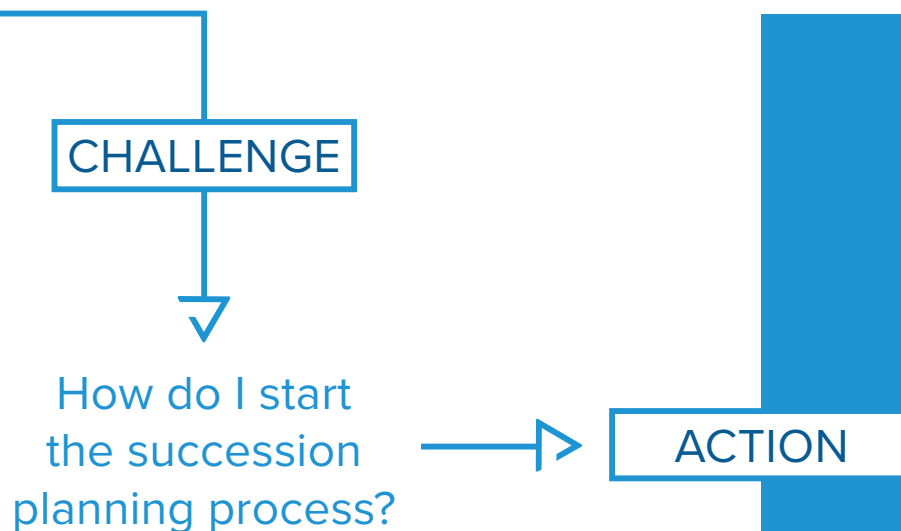 CHALLENGE
How do I start
the succession
planning process?
ACTION